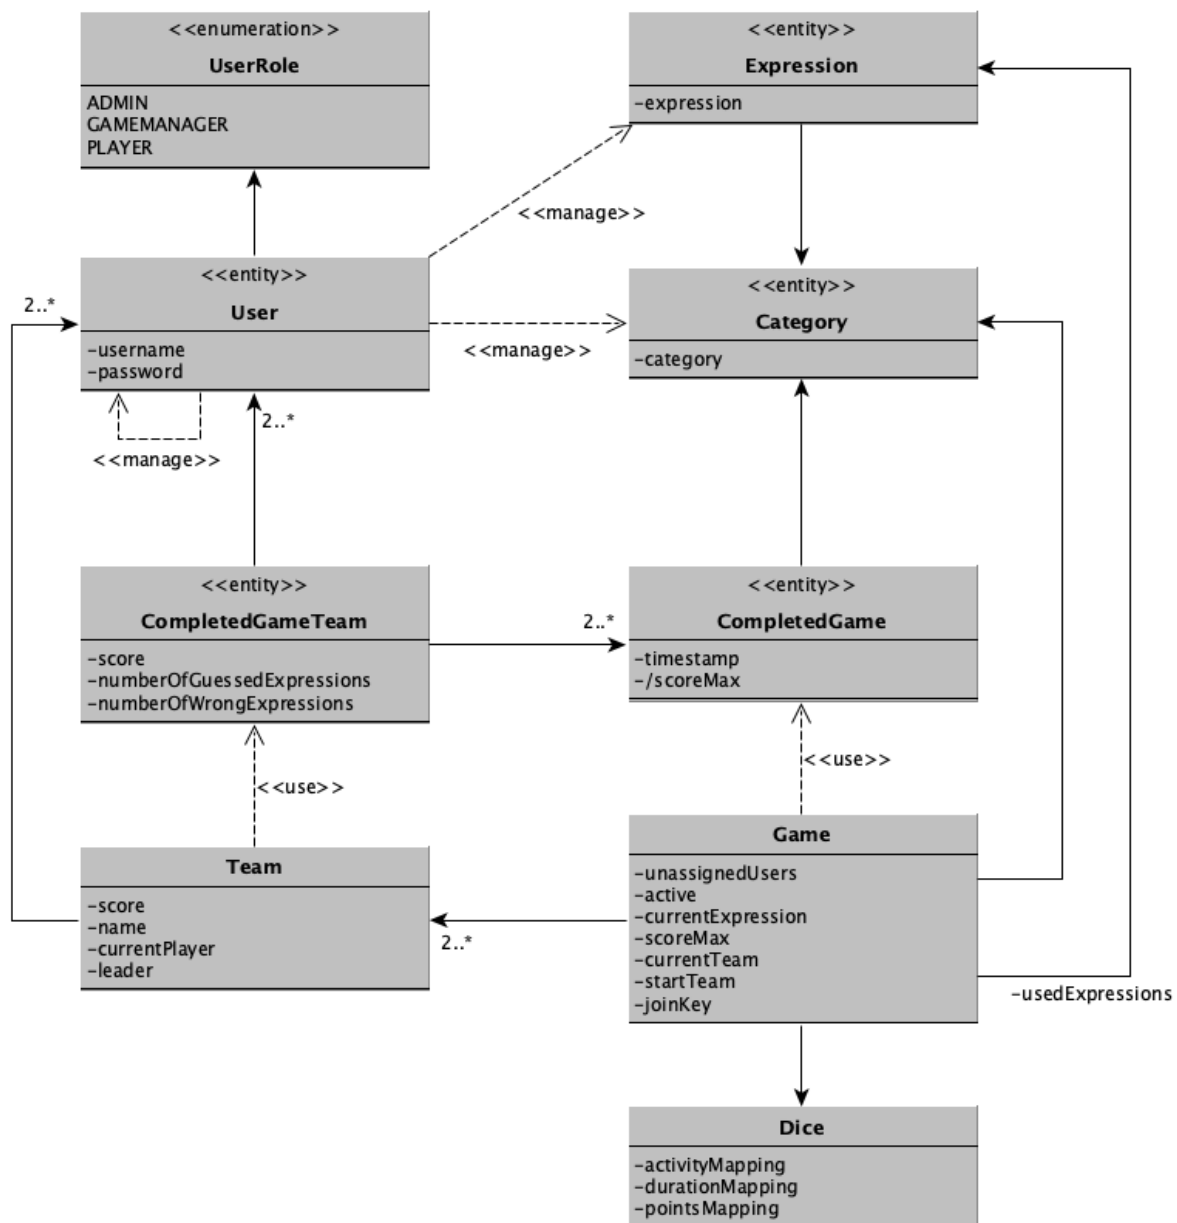 <<enumeration>>
UserRole
ADMIN
GAMEMANAGER
PLAYER
<<entity>>
Expression
-expression
<<manage>>
<<entity>>
User
-username
-password
2..*
<<manage>>
<<entity>>
Category
-category
<<manage>>
2..*
<<entity>>
CompletedGameTeam
-score
-numberOfGuessedExpressions
-numberOfWrongExpressions
2..*
<<entity>>
CompletedGame
-timestamp
-/scoreMax
<<use>>
<<use>>
Team
-score
-name
-currentPlayer
-leader
2..*
Game
-unassignedUsers
-active
-currentExpression
-scoreMax
-currentTeam
-startTeam
-joinKey
-usedExpressions
Dice
-activityMapping
-durationMapping
-pointsMapping